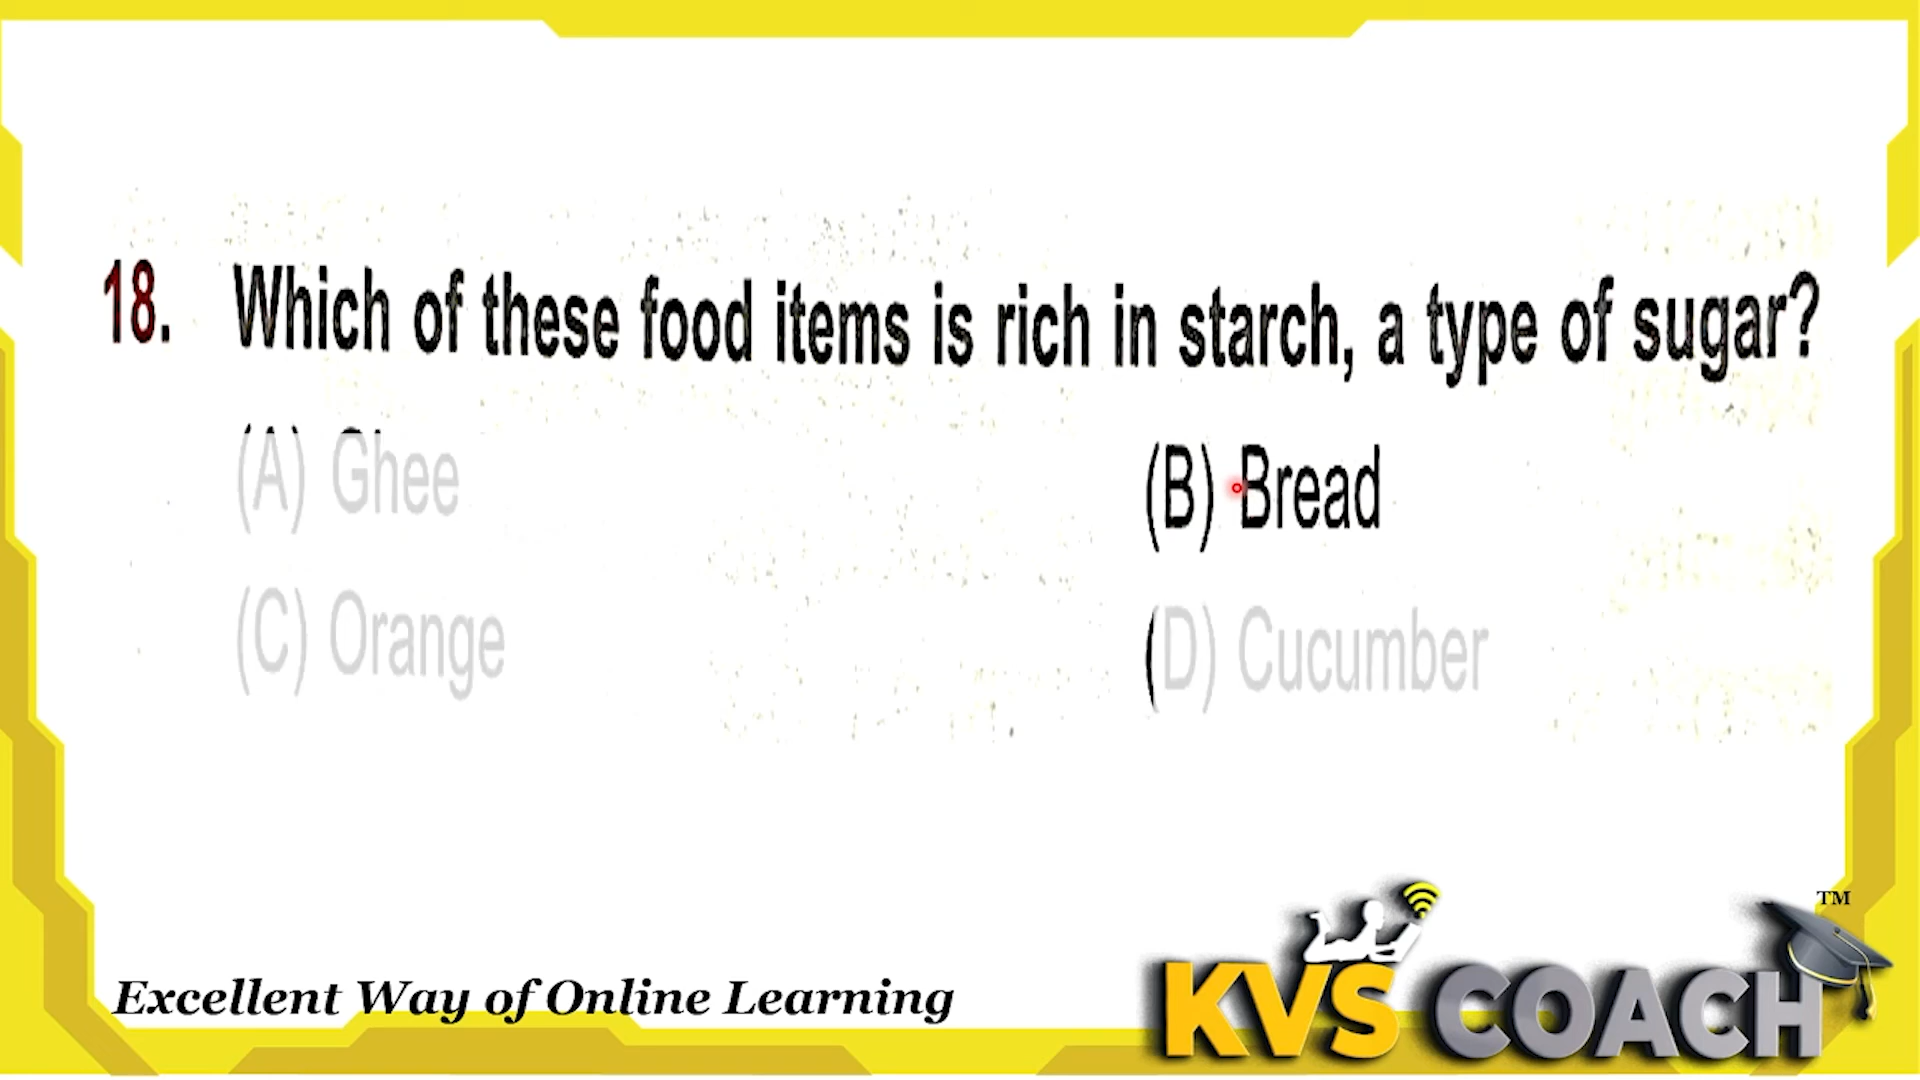 18. Which of these food items is rich in starch, a type of sugar?
(A) Ghee (B) Bread
(C) Orange (D) Cucumber
TM
Excellent Way of Online Learning KVS COACH